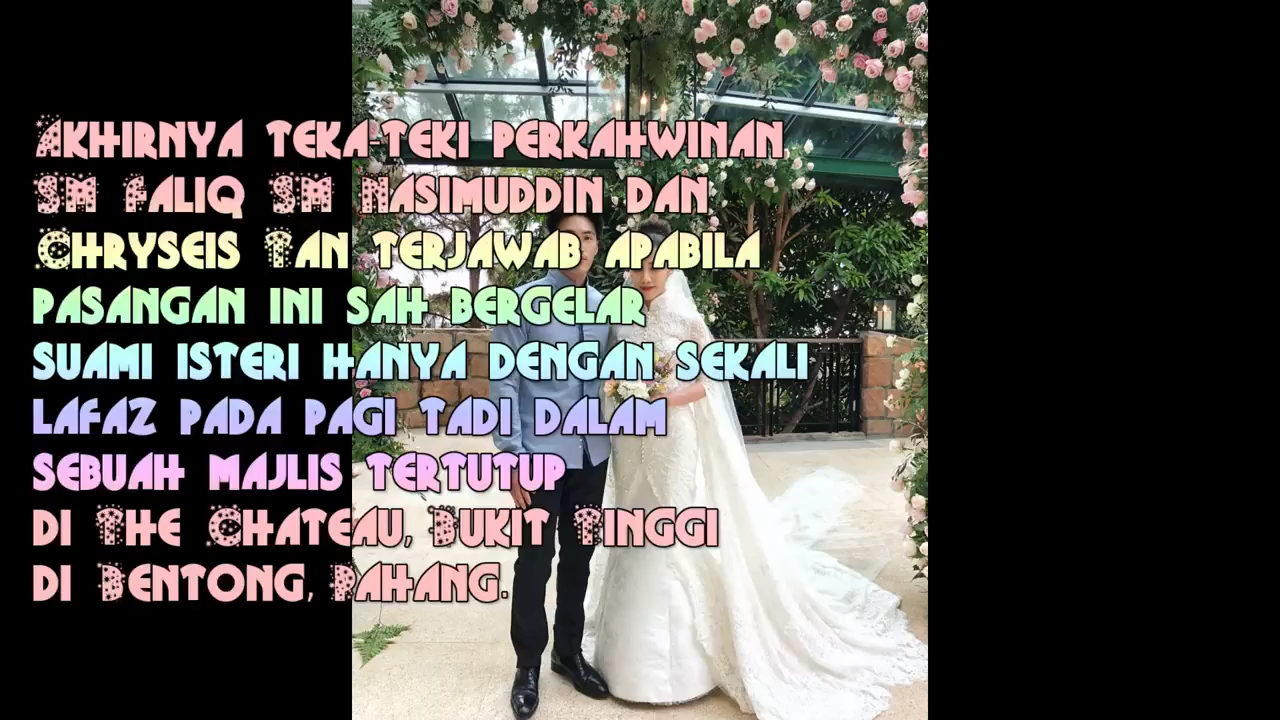 Akhirnya teka-teki perkahwinan
SM Faliq SM Nasimuddin dan
Chryseis Tan terjawab apabila
pasangan ini sah bergelar
suami isteri hanya dengan sekali
lafaz pada pagi tadi dalam
sebuah majlis tertutup
di The Chateau, Bukit Tinggi
di Bentong, Pahang.